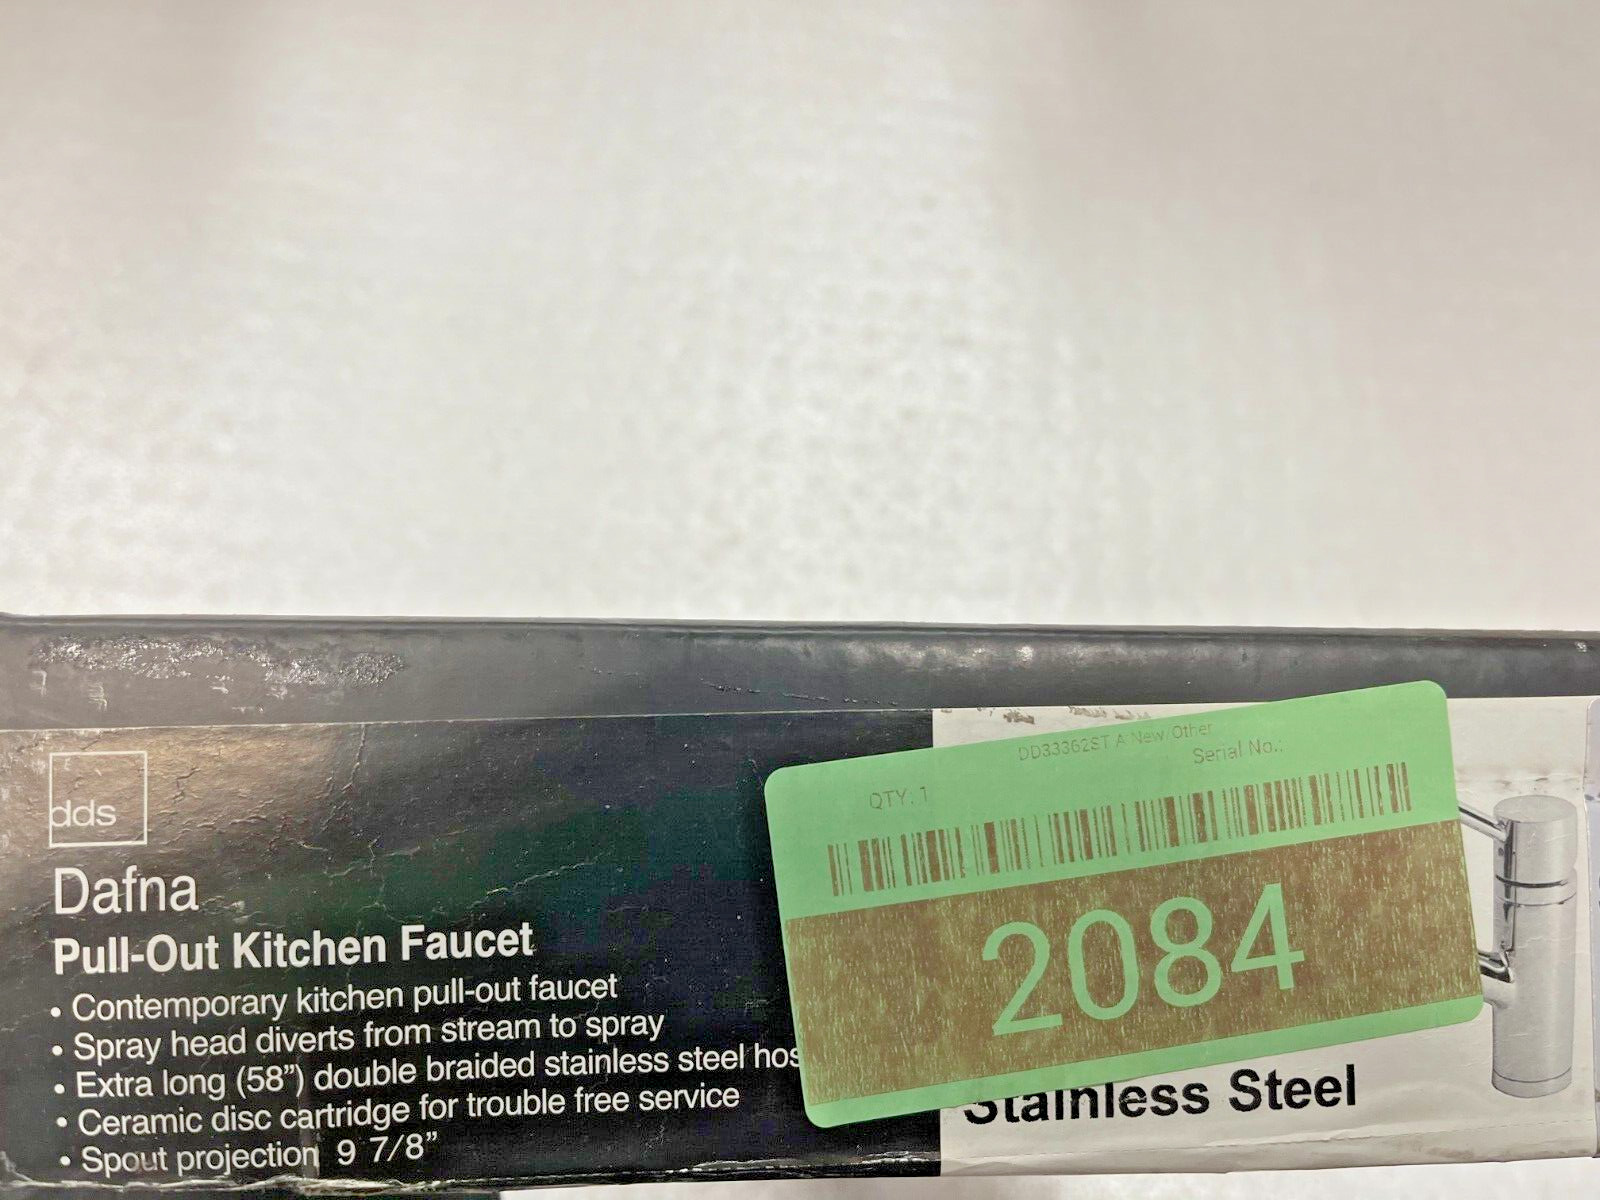 dds
Dafna
Pull-Out Kitchen Faucet
• Contemporary kitchen pull-out faucet
• Spray head diverts from stream to spray
• Extra long (58”) double braided stainless steel hos
• Ceramic disc cartridge for trouble free service
• Spout projection 9 7/8”
DD33362ST A New/Other
Serial No.:
QTY. 1
2084
Stainless Steel